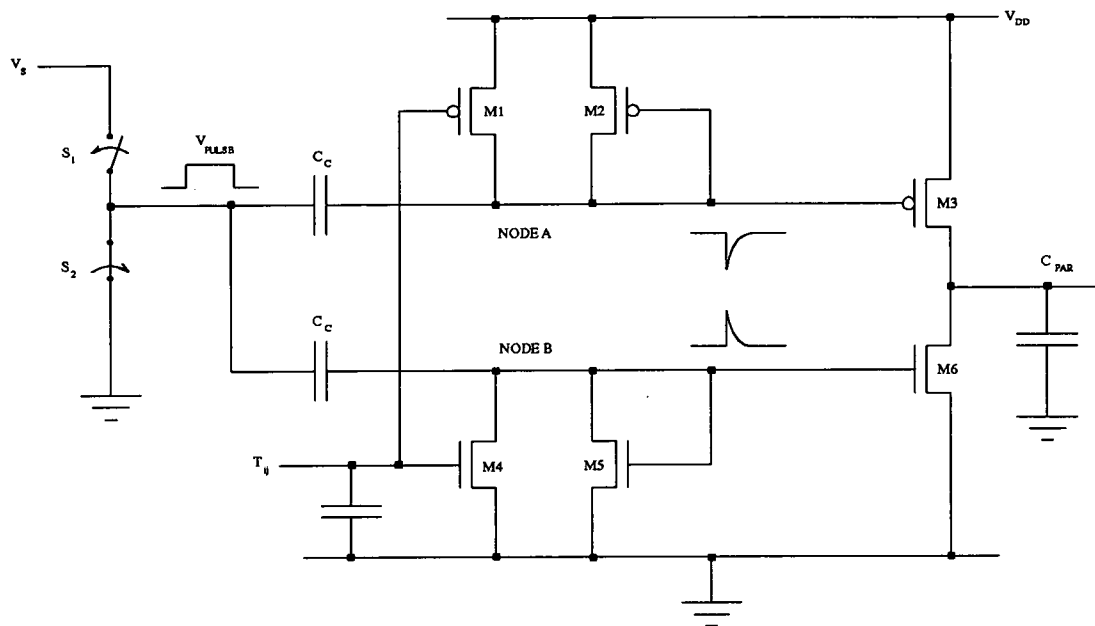 V_DD
V_S
M1
M2
S_1
V_PULSE
C_C
M3
NODE A
S_2
C_PAR
C_C
NODE B
M6
T_ij
M4
M5